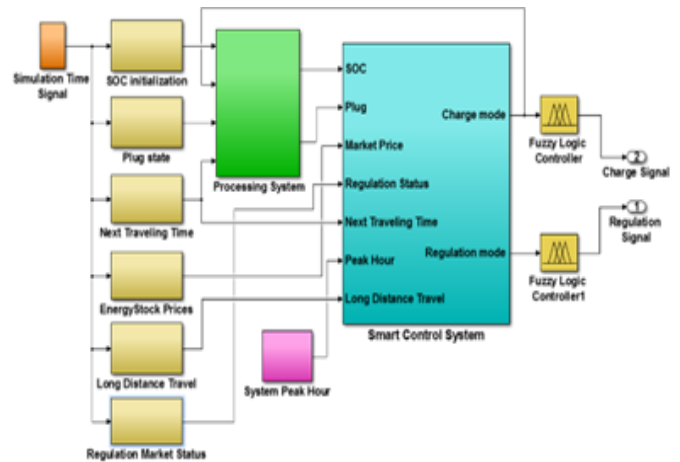 Simulation Time
Signal
SOC initialization
Plug state
Next Traveling Time
EnergyStock Prices
Long Distance Travel
Regulation Market Status
Processing System
System Peak Hour
SOC
Plug
Market Price
Regulation Status
Next Traveling Time
Peak Hour
Long Distance Travel
Charge mode
Regulation mode
Smart Control System
Fuzzy Logic
Controller
2
Charge Signal
1
Regulation
Signal
Fuzzy Logic
Controller1